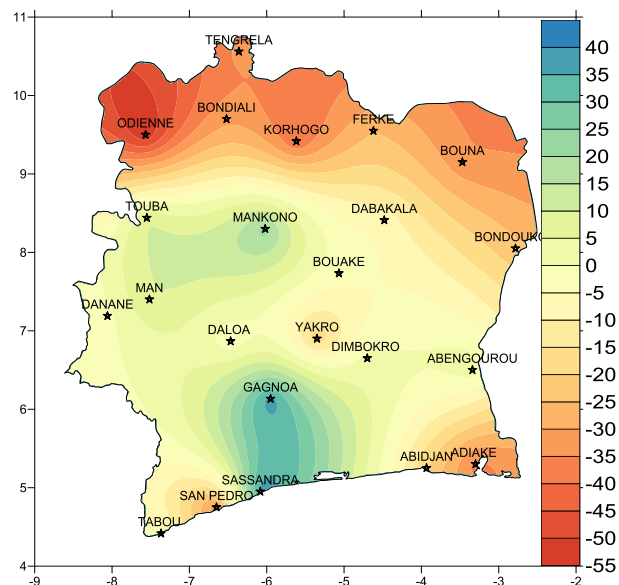 11
TENGRELA
40
10
35
BONDIALI
ODIENNE
FERKE
KORHOGO
30
25
BOUNA
9
20
15
TOUBA
DABAKALA
MANKONO
10
BONDOUKO
8
5
BOUAKE
0
MAN
-5
DANANE
YAKRO
-10
7
DALOA
DIMBOKRO
-15
ABENGOUROU
-20
GAGNOA
-25
6
-30
-35
ABIDJAN
ADIAKE
-40
SASSANDRA
5
SAN PEDRO
-45
TABOU
-50
4
-55
-9 -8 -7 -6 -5 -4 -3 -2